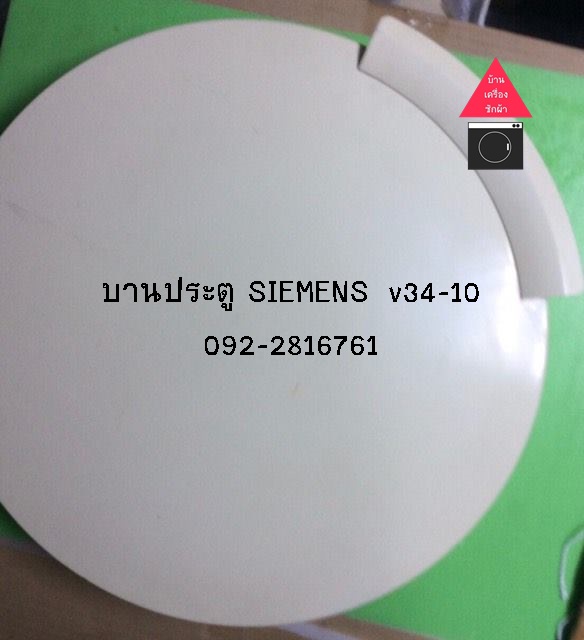 บ้าน
เครื่อง
ซักผ้า
บานประตู SIEMENS v34-10
092-2816761